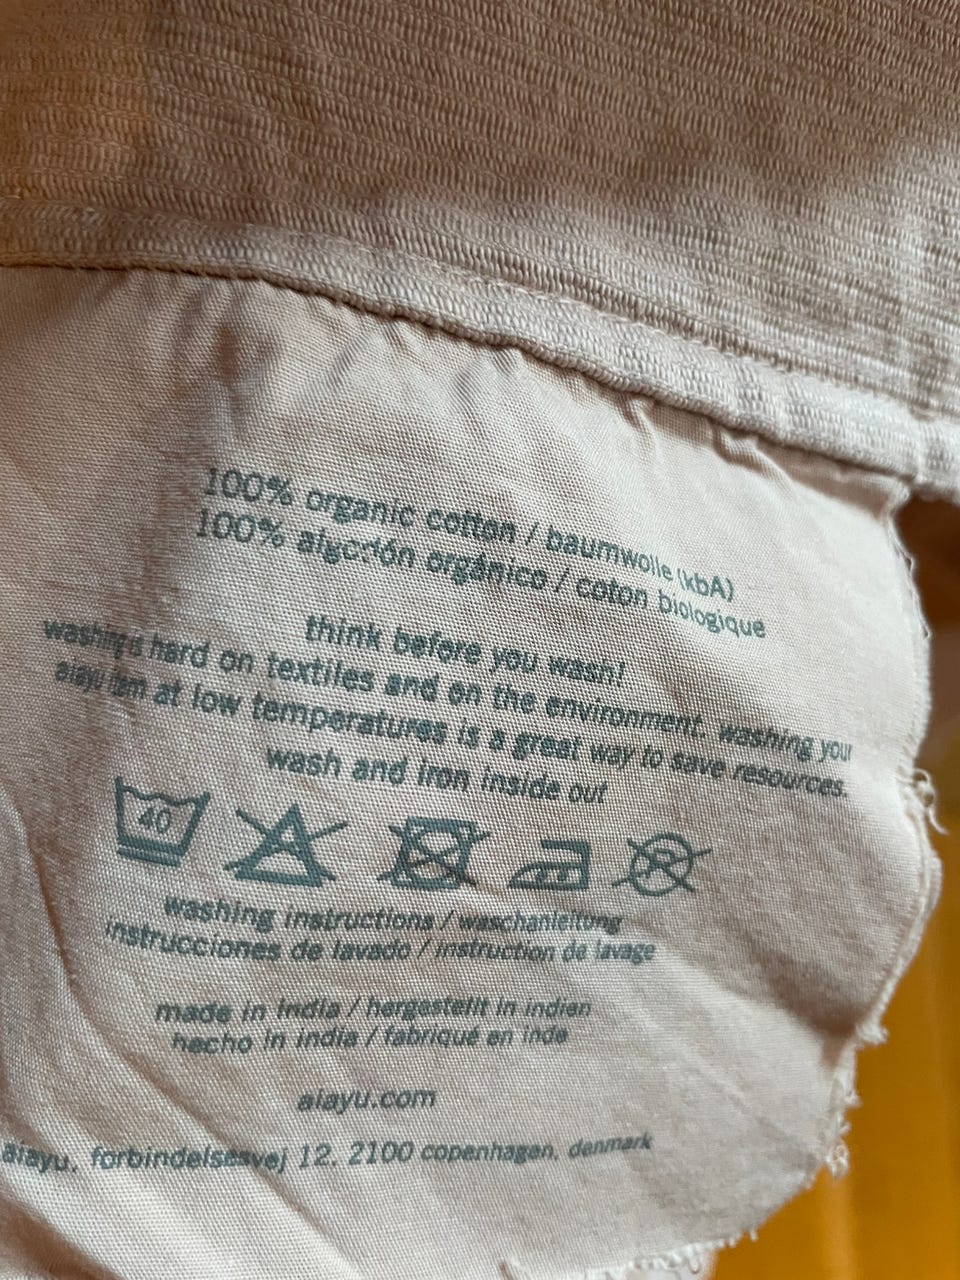 100% organic cotton / baumwolle (kbA)
100% algodón orgánico / coton biologique
think before you wash!
washing is hard on textiles and on the environment. washing your
aiayu item at low temperatures is a great way to save resources.
wash and iron inside out
40
washing instructions / waschanleitung
instrucciones de lavado / instruction de lavage
made in india / hergestellt in indien
hecho in india / fabriqué en inde
aiayu.com
aiayu, forbindelsesvej 12, 2100 copenhagen, denmark